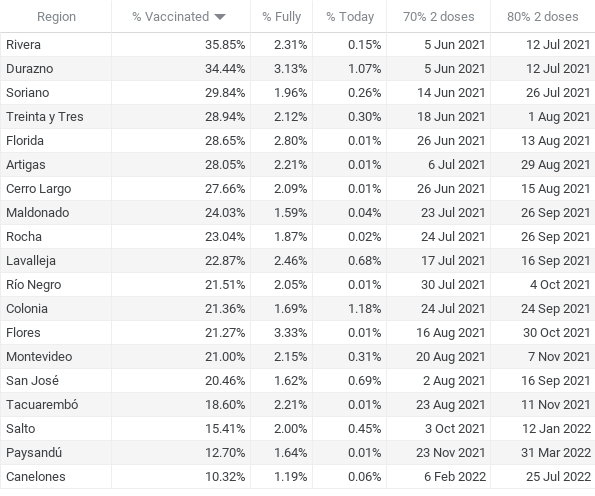 Region % Vaccinated % Fully % Today 70% 2 doses 80% 2 doses
Rivera 35.85% 2.31% 0.15% 5 Jun 2021 12 Jul 2021
Durazno 34.44% 3.13% 1.07% 5 Jun 2021 12 Jul 2021
Soriano 29.84% 1.96% 0.26% 14 Jun 2021 26 Jul 2021
Treinta y Tres 28.94% 2.12% 0.30% 18 Jun 2021 1 Aug 2021
Florida 28.65% 2.80% 0.01% 26 Jun 2021 13 Aug 2021
Artigas 28.05% 2.21% 0.01% 6 Jul 2021 29 Aug 2021
Cerro Largo 27.66% 2.09% 0.01% 26 Jun 2021 15 Aug 2021
Maldonado 24.03% 1.59% 0.04% 23 Jul 2021 26 Sep 2021
Rocha 23.04% 1.87% 0.02% 24 Jul 2021 26 Sep 2021
Lavalleja 22.87% 2.46% 0.68% 17 Jul 2021 16 Sep 2021
Río Negro 21.51% 2.05% 0.01% 30 Jul 2021 4 Oct 2021
Colonia 21.36% 1.69% 1.18% 24 Jul 2021 24 Sep 2021
Flores 21.27% 3.33% 0.01% 16 Aug 2021 30 Oct 2021
Montevideo 21.00% 2.15% 0.31% 20 Aug 2021 7 Nov 2021
San José 20.46% 1.62% 0.69% 2 Aug 2021 16 Sep 2021
Tacuarembó 18.60% 2.21% 0.01% 23 Aug 2021 11 Nov 2021
Salto 15.41% 2.00% 0.45% 3 Oct 2021 12 Jan 2022
Paysandú 12.70% 1.64% 0.01% 23 Nov 2021 31 Mar 2022
Canelones 10.32% 1.19% 0.06% 6 Feb 2022 25 Jul 2022